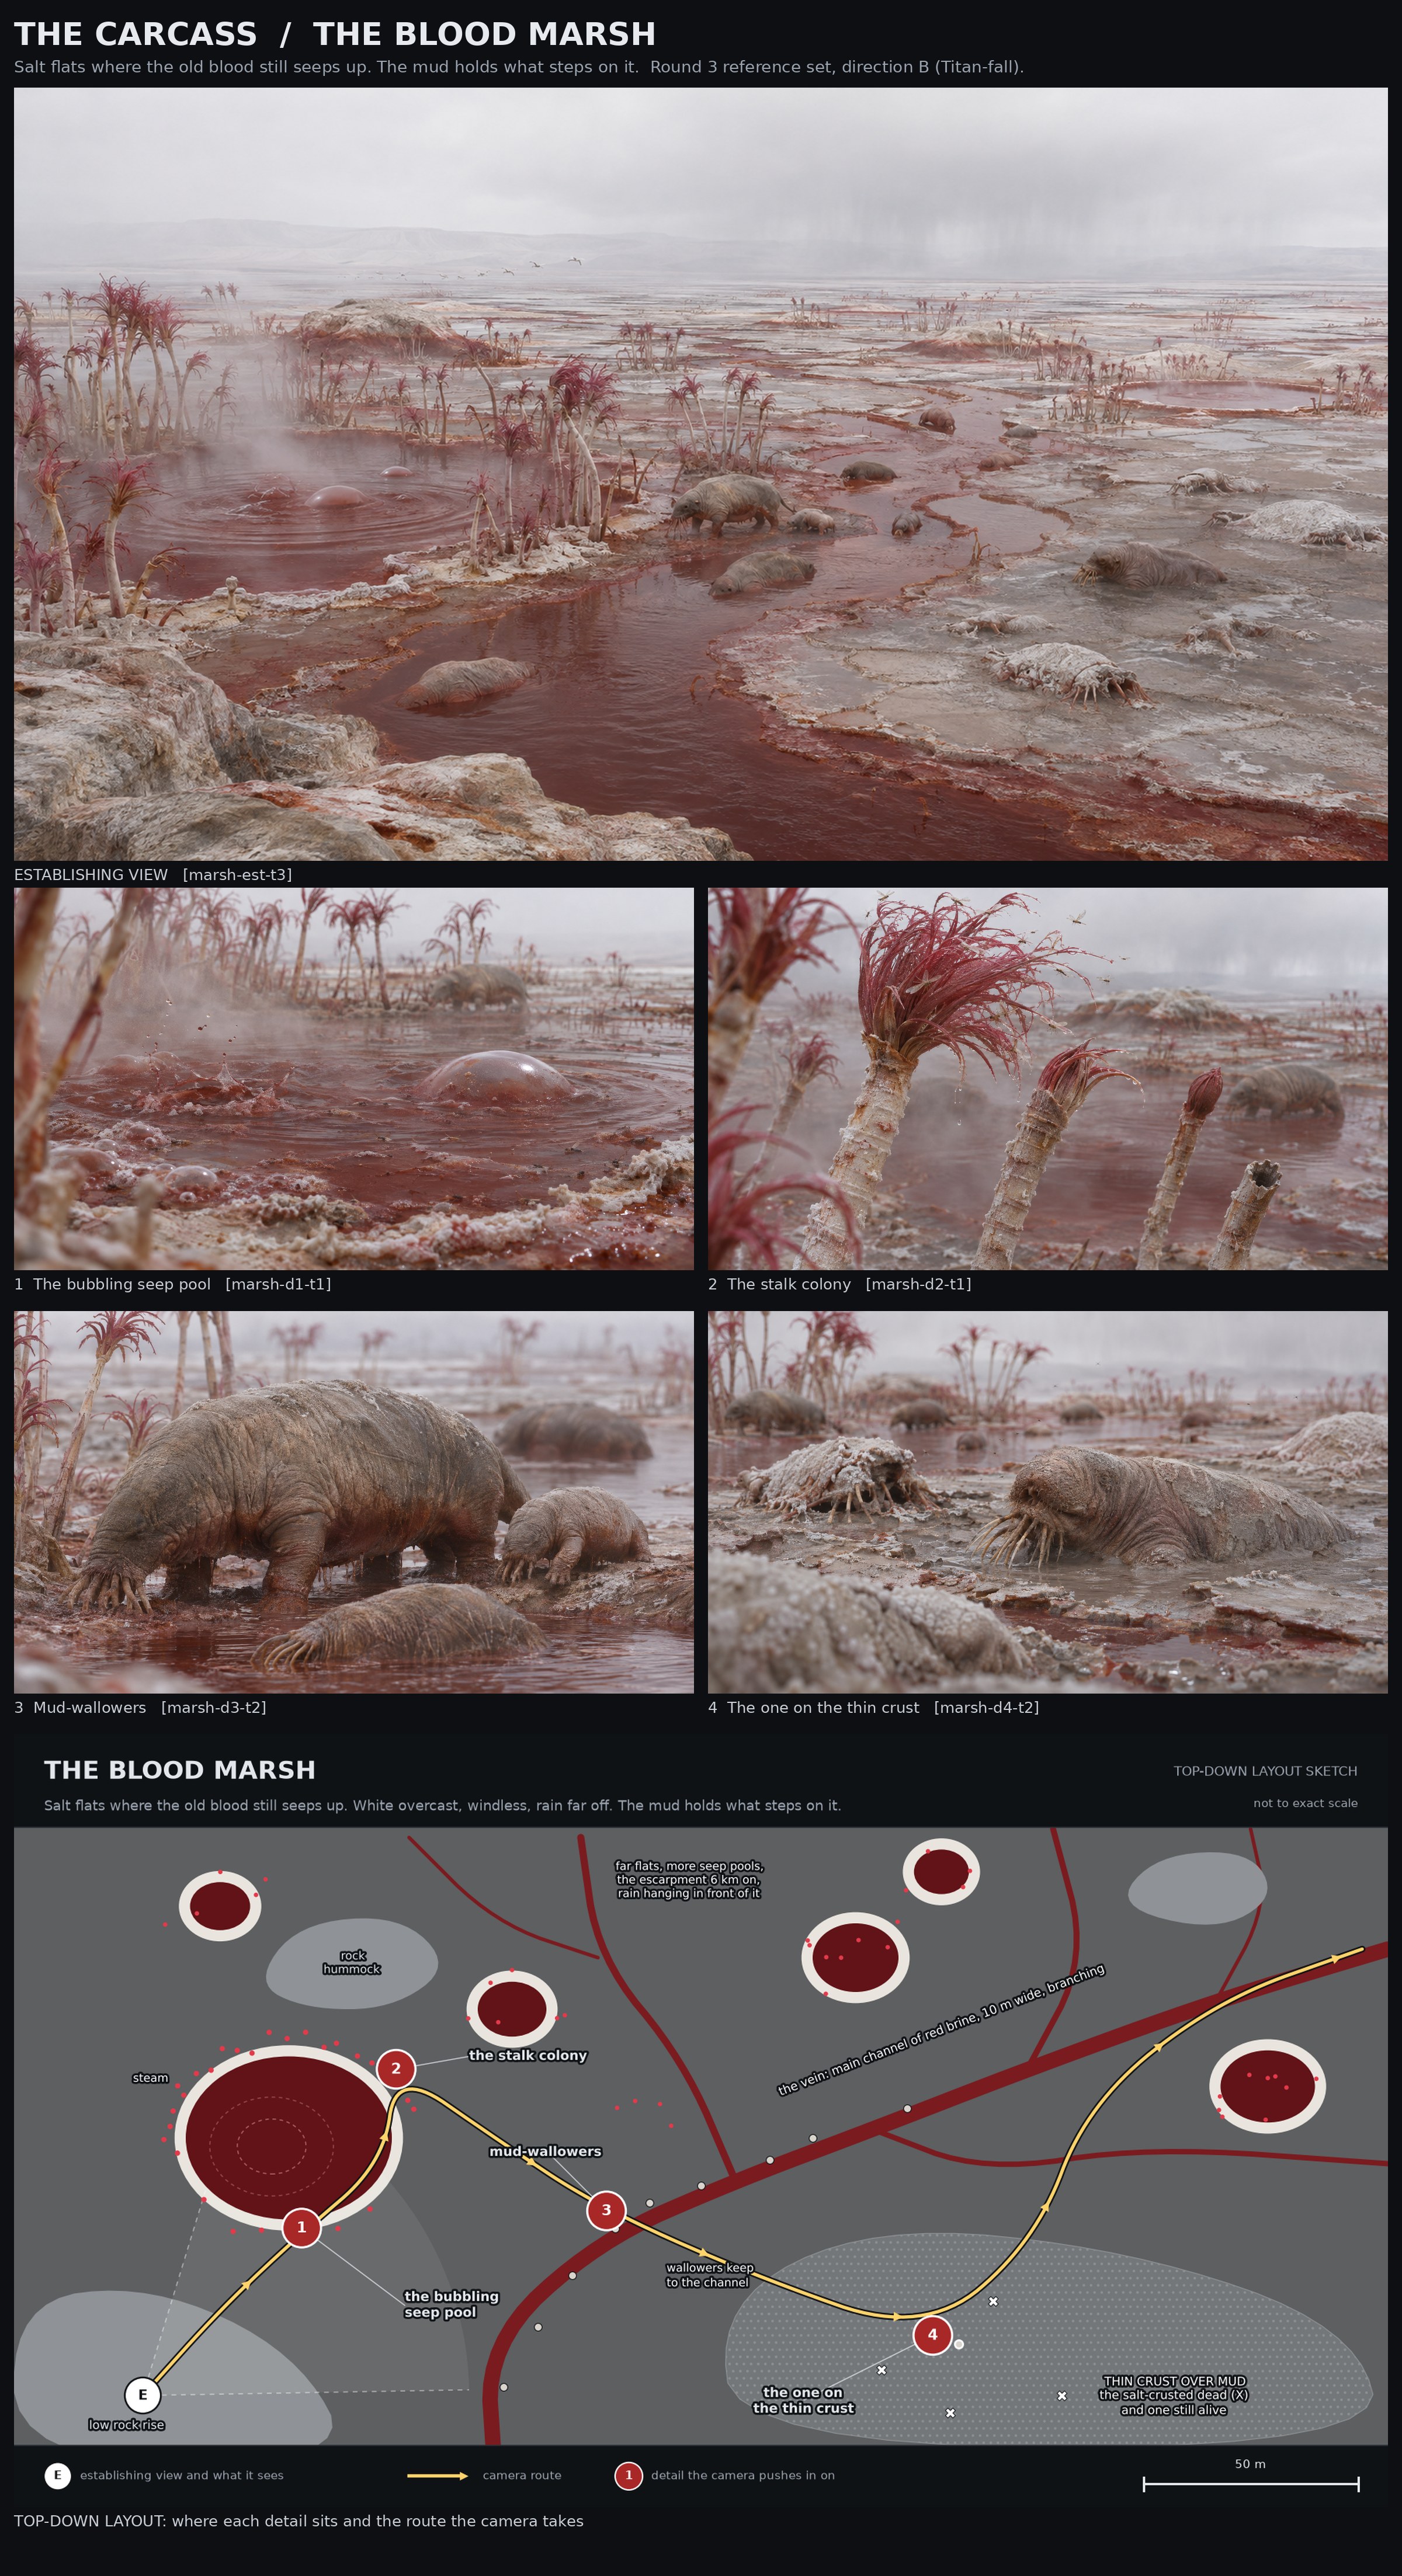 THE CARCASS / THE BLOOD MARSH
Salt flats where the old blood still seeps up. The mud holds what steps on it. Round 3 reference set, direction B (Titan-fall).
ESTABLISHING VIEW [marsh-est-t3]
1 The bubbling seep pool [marsh-d1-t1]
2 The stalk colony [marsh-d2-t1]
3 Mud-wallowers [marsh-d3-t2]
4 The one on the thin crust [marsh-d4-t2]
THE BLOOD MARSH
TOP-DOWN LAYOUT SKETCH
Salt flats where the old blood still seeps up. White overcast, windless, rain far off. The mud holds what steps on it.
not to exact scale
far flats, more seep pools,
the escarpment 6 km on,
rain hanging in front of it
rock
hummock
the vein: main channel of red brine, 10 m wide, branching
the stalk colony
2
steam
mud-wallowers
3
1
wallowers keep
to the channel
the bubbling
seep pool
4
E
low rock rise
the one on
the thin crust
THIN CRUST OVER MUD
the salt-crusted dead (X)
and one still alive
E establishing view and what it sees
camera route
1 detail the camera pushes in on
50 m
TOP-DOWN LAYOUT: where each detail sits and the route the camera takes